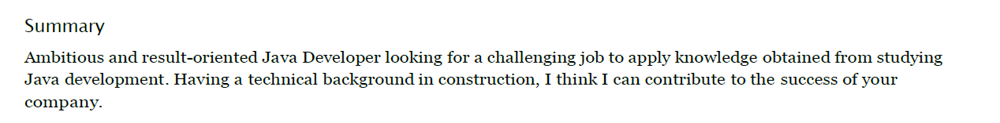 Summary
Ambitious and result-oriented Java Developer looking for a challenging job to apply knowledge obtained from studying
Java development. Having a technical background in construction, I think I can contribute to the success of your
company.